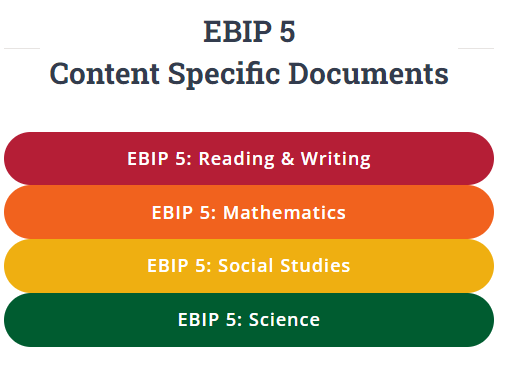 EBIP 5
Content Specific Documents
EBIP 5: Reading & Writing
EBIP 5: Mathematics
EBIP 5: Social Studies
EBIP 5: Science